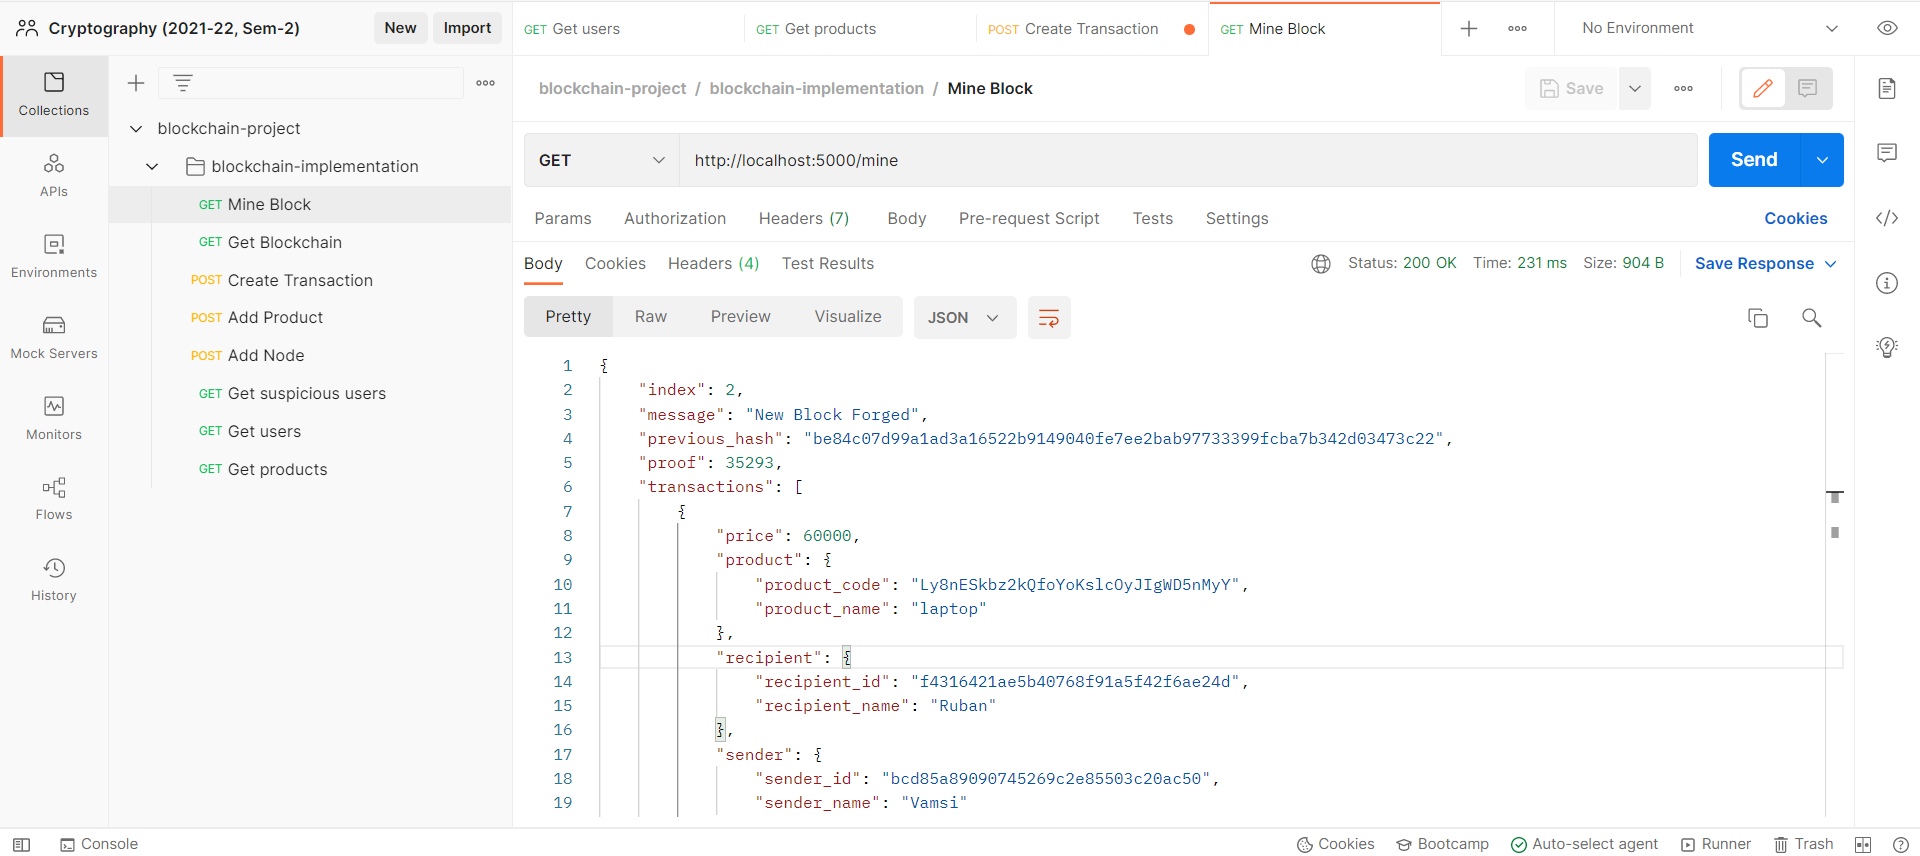 Cryptography (2021-22, Sem-2)
New
Import
GET Get users
GET Get products
POST Create Transaction
GET Mine Block
No Environment
Collections
APIs
Environments
Mock Servers
Monitors
Flows
History
blockchain-project
blockchain-implementation
GET Mine Block
GET Get Blockchain
POST Create Transaction
POST Add Product
POST Add Node
GET Get suspicious users
GET Get users
GET Get products
blockchain-project / blockchain-implementation / Mine Block
Save
GET
http://localhost:5000/mine
Send
Params Authorization Headers (7) Body Pre-request Script Tests Settings
Cookies
Body Cookies Headers (4) Test Results
Status: 200 OK Time: 231 ms Size: 904 B
Save Response
Pretty Raw Preview Visualize
JSON
1 {
2 "index": 2,
3 "message": "New Block Forged",
4 "previous_hash": "be84c07d99a1ad3a16522b9149040fe7ee2bab97733399fcba7b342d03473c22",
5 "proof": 35293,
6 "transactions": [
7 {
8 "price": 60000,
9 "product": {
10 "product_code": "Ly8nESkbz2kQfoYoKslcOyJIgWD5nMyY",
11 "product_name": "laptop"
12 },
13 "recipient": {
14 "recipient_id": "f4316421ae5b40768f91a5f42f6ae24d",
15 "recipient_name": "Ruban"
16 },
17 "sender": {
18 "sender_id": "bcd85a89090745269c2e85503c20ac50",
19 "sender_name": "Vamsi"
Console
Cookies
Bootcamp
Auto-select agent
Runner
Trash